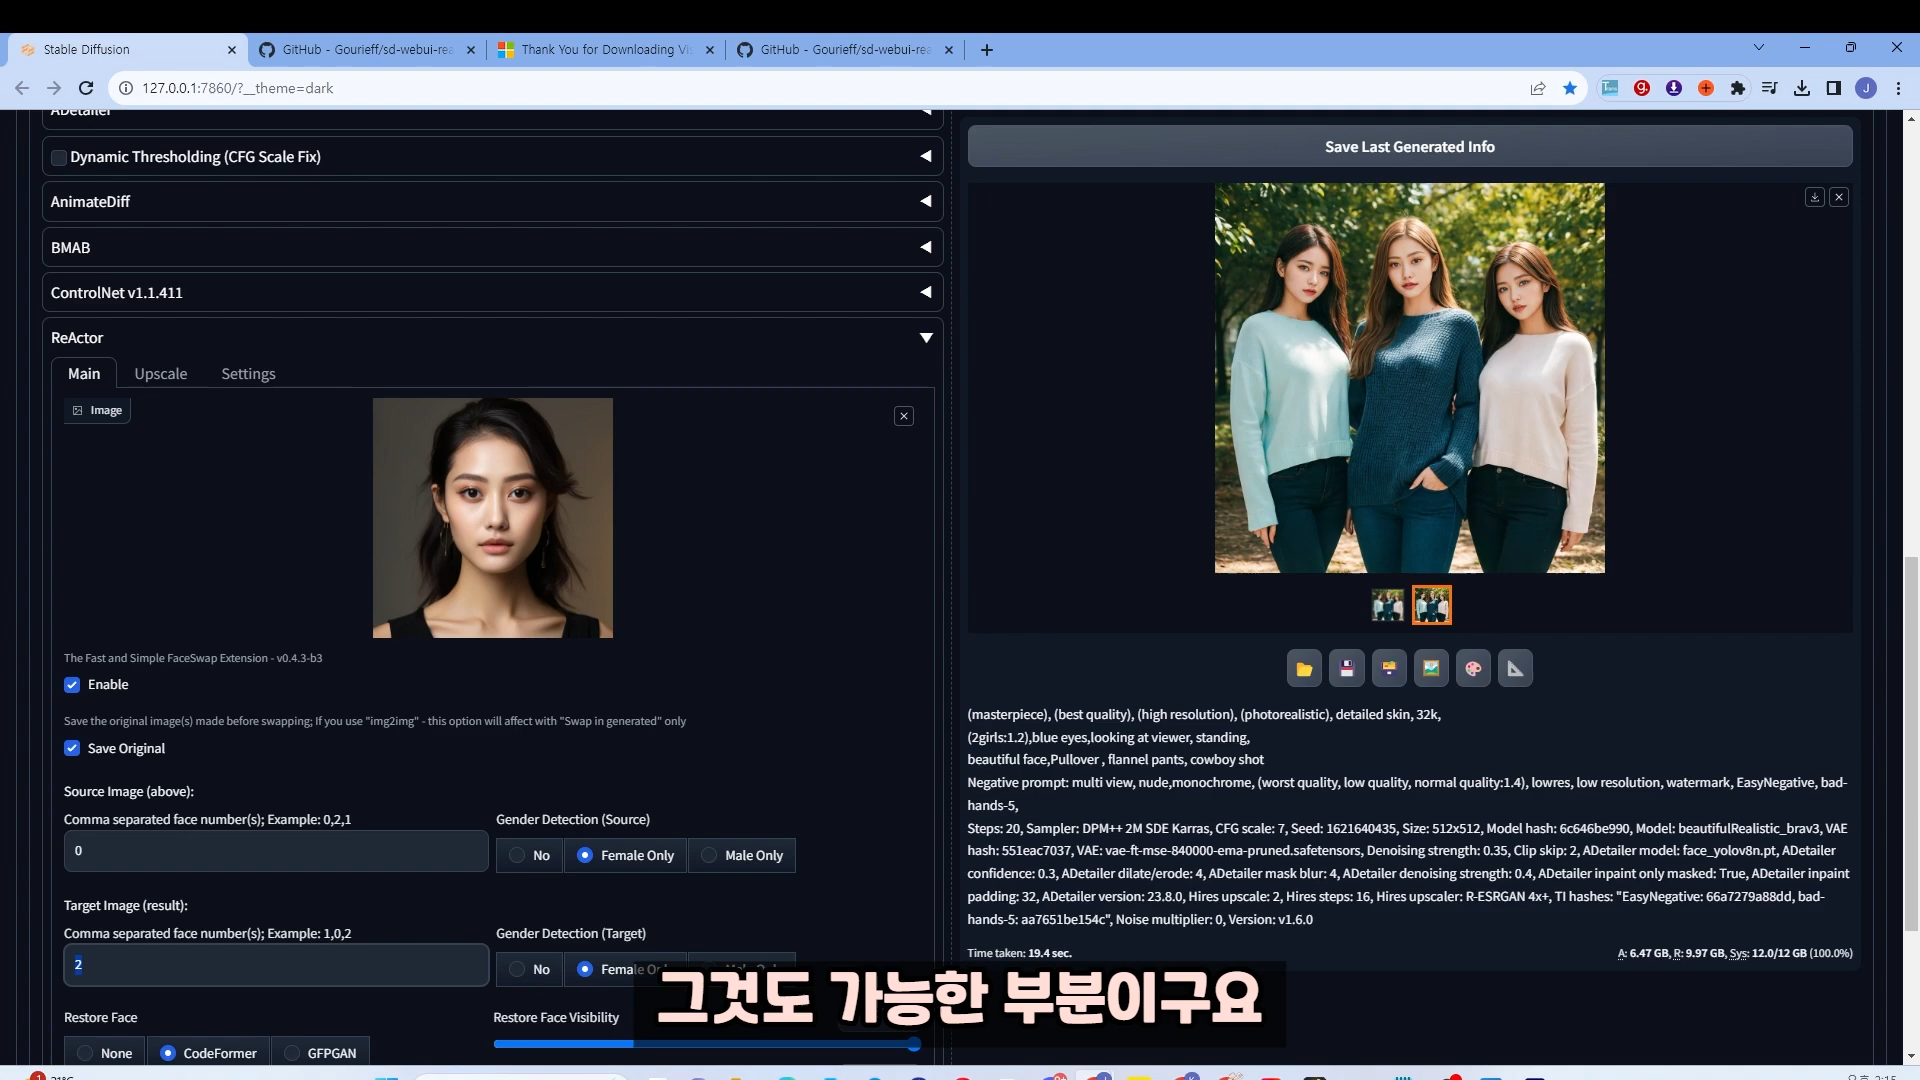 Stable Diffusion
GitHub - Gourieff/sd-webui-rea
Thank You for Downloading Vis
GitHub - Gourieff/sd-webui-rea
127.0.0.1:7860/?__theme=dark
J
ADetailer
Dynamic Thresholding (CFG Scale Fix)
AnimateDiff
BMAB
ControlNet v1.1.411
ReActor
Main
Upscale
Settings
Image
The Fast and Simple FaceSwap Extension - v0.4.3-b3
Enable
Save the original image(s) made before swapping; If you use "img2img" - this option will affect with "Swap in generated" only
Save Original
Source Image (above):
Comma separated face number(s); Example: 0,2,1
Gender Detection (Source)
0
No
Female Only
Male Only
Target Image (result):
Comma separated face number(s); Example: 1,0,2
Gender Detection (Target)
2
No
Female Only
Restore Face
Restore Face Visibility
None
CodeFormer
GFPGAN
Save Last Generated Info
(masterpiece), (best quality), (high resolution), (photorealistic), detailed skin, 32k,
(2girls:1.2),blue eyes,looking at viewer, standing,
beautiful face,Pullover , flannel pants, cowboy shot
Negative prompt: multi view, nude,monochrome, (worst quality, low quality, normal quality:1.4), lowres, low resolution, watermark, EasyNegative, bad-
hands-5,
Steps: 20, Sampler: DPM++ 2M SDE Karras, CFG scale: 7, Seed: 1621640435, Size: 512x512, Model hash: 6c646be990, Model: beautifulRealistic_brav3, VAE
hash: 551eac7037, VAE: vae-ft-mse-840000-ema-pruned.safetensors, Denoising strength: 0.35, Clip skip: 2, ADetailer model: face_yolov8n.pt, ADetailer
confidence: 0.3, ADetailer dilate/erode: 4, ADetailer mask blur: 4, ADetailer denoising strength: 0.4, ADetailer inpaint only masked: True, ADetailer inpaint
padding: 32, ADetailer version: 23.8.0, Hires upscale: 2, Hires steps: 16, Hires upscaler: R-ESRGAN 4x+, TI hashes: "EasyNegative: 66a7279a88dd, bad-
hands-5: aa7651be154c", Noise multiplier: 0, Version: v1.6.0
Time taken: 19.4 sec.
A: 6.47 GB, R: 9.97 GB, Sys: 12.0/12 GB (100.0%)
그것도 가능한 부분이구요